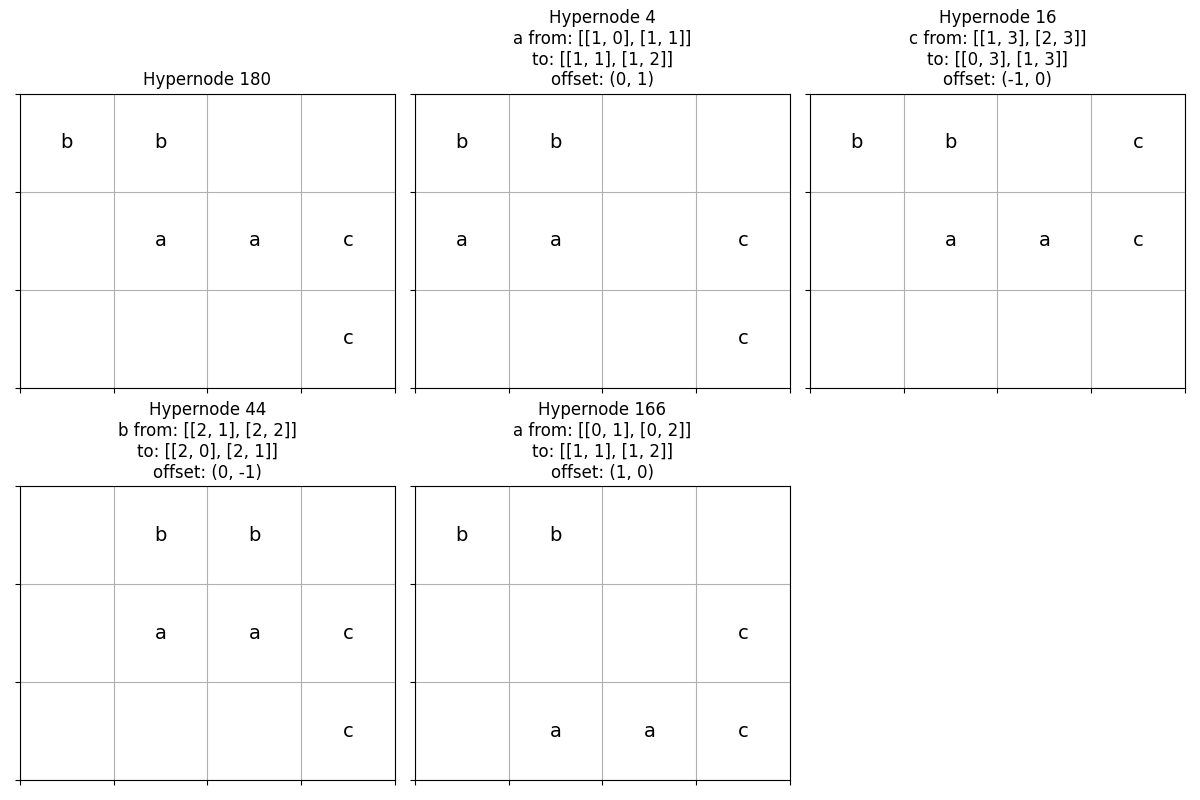 Hypernode 180
b b
a a c
c
Hypernode 4
a from: [[1, 0], [1, 1]]
to: [[1, 1], [1, 2]]
offset: (0, 1)
b b
a a c
c
Hypernode 16
c from: [[1, 3], [2, 3]]
to: [[0, 3], [1, 3]]
offset: (-1, 0)
b b c
a a c
Hypernode 44
b from: [[2, 1], [2, 2]]
to: [[2, 0], [2, 1]]
offset: (0, -1)
b b
a a c
c
Hypernode 166
a from: [[0, 1], [0, 2]]
to: [[1, 1], [1, 2]]
offset: (1, 0)
b b
c
a a c